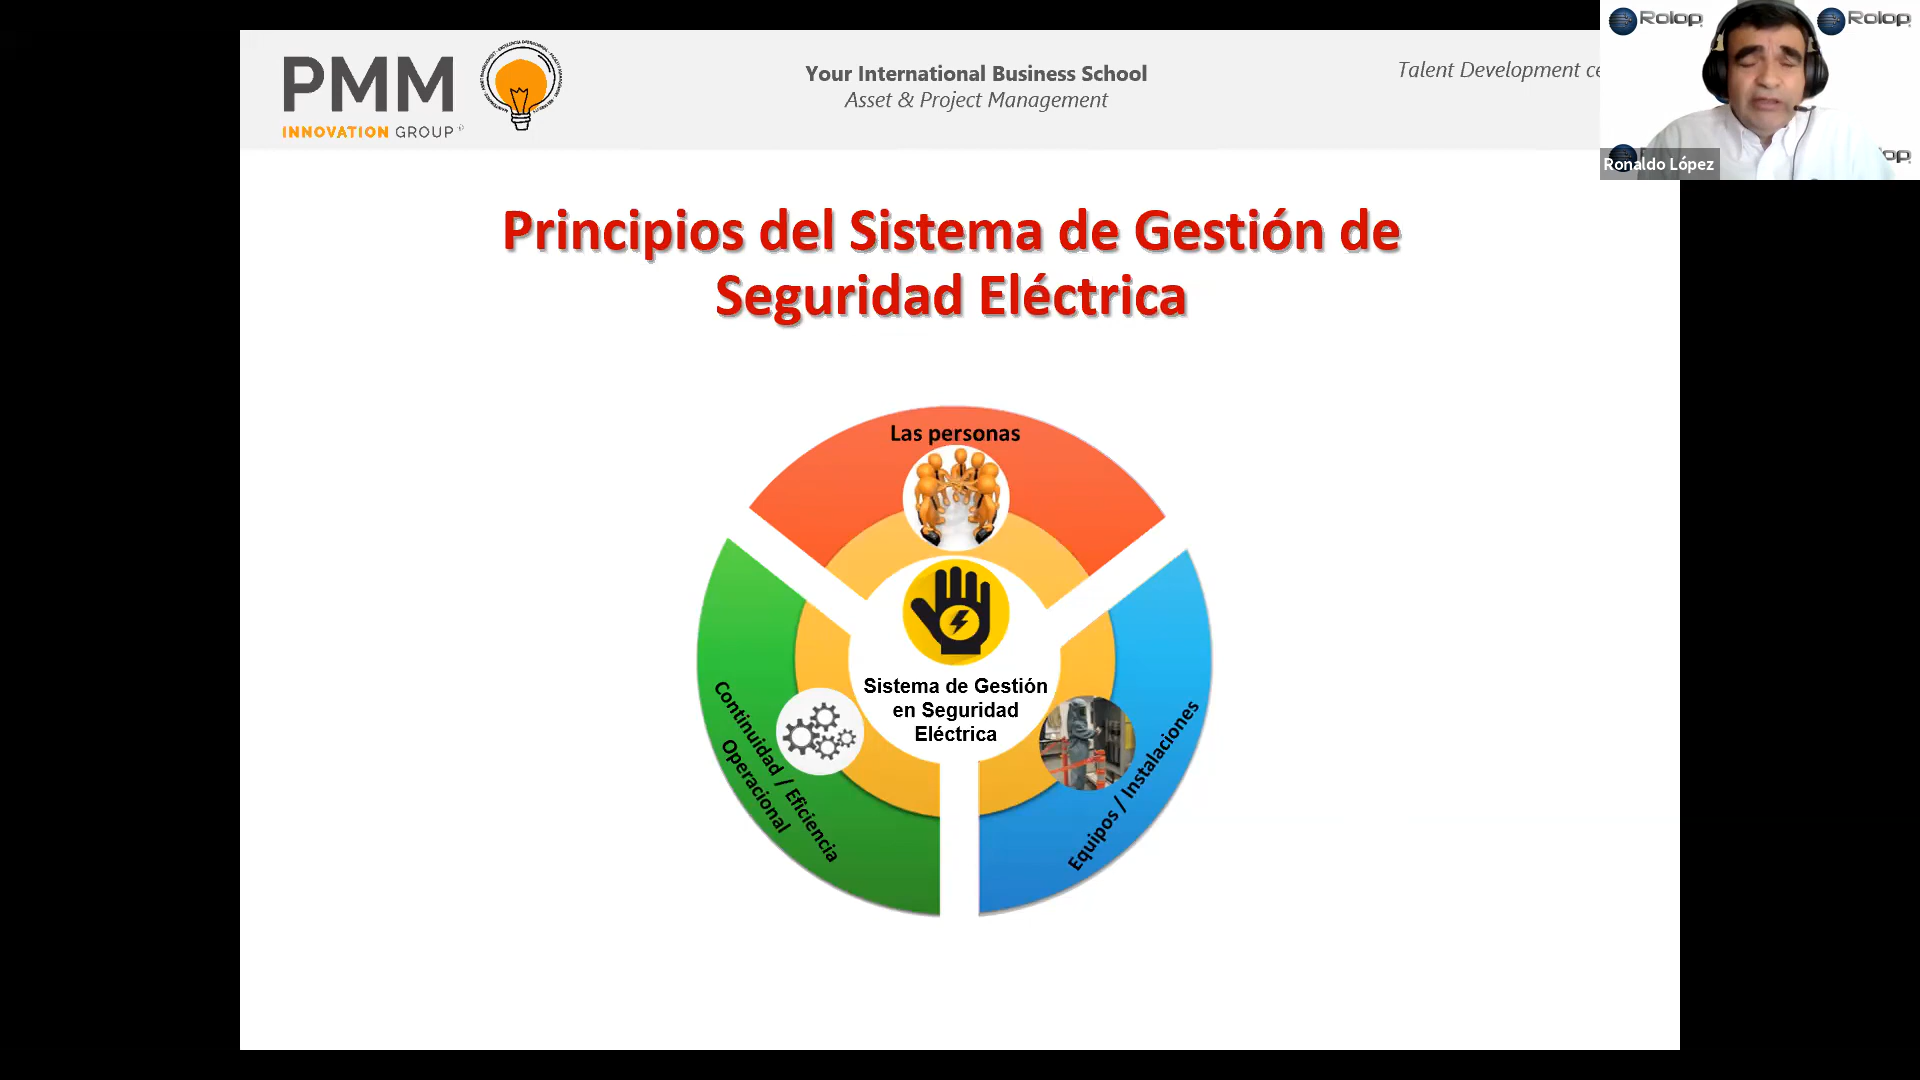 PMM
INNOVATION GROUP
Your International Business School
Asset & Project Management
Talent Development
Rolop
Rolop
Ronaldo López
Principios del Sistema de Gestión de
Seguridad Eléctrica
Las personas
Sistema de Gestión
en Seguridad
Eléctrica
Continuidad / Eficiencia
Operacional
Equipos / Instalaciones